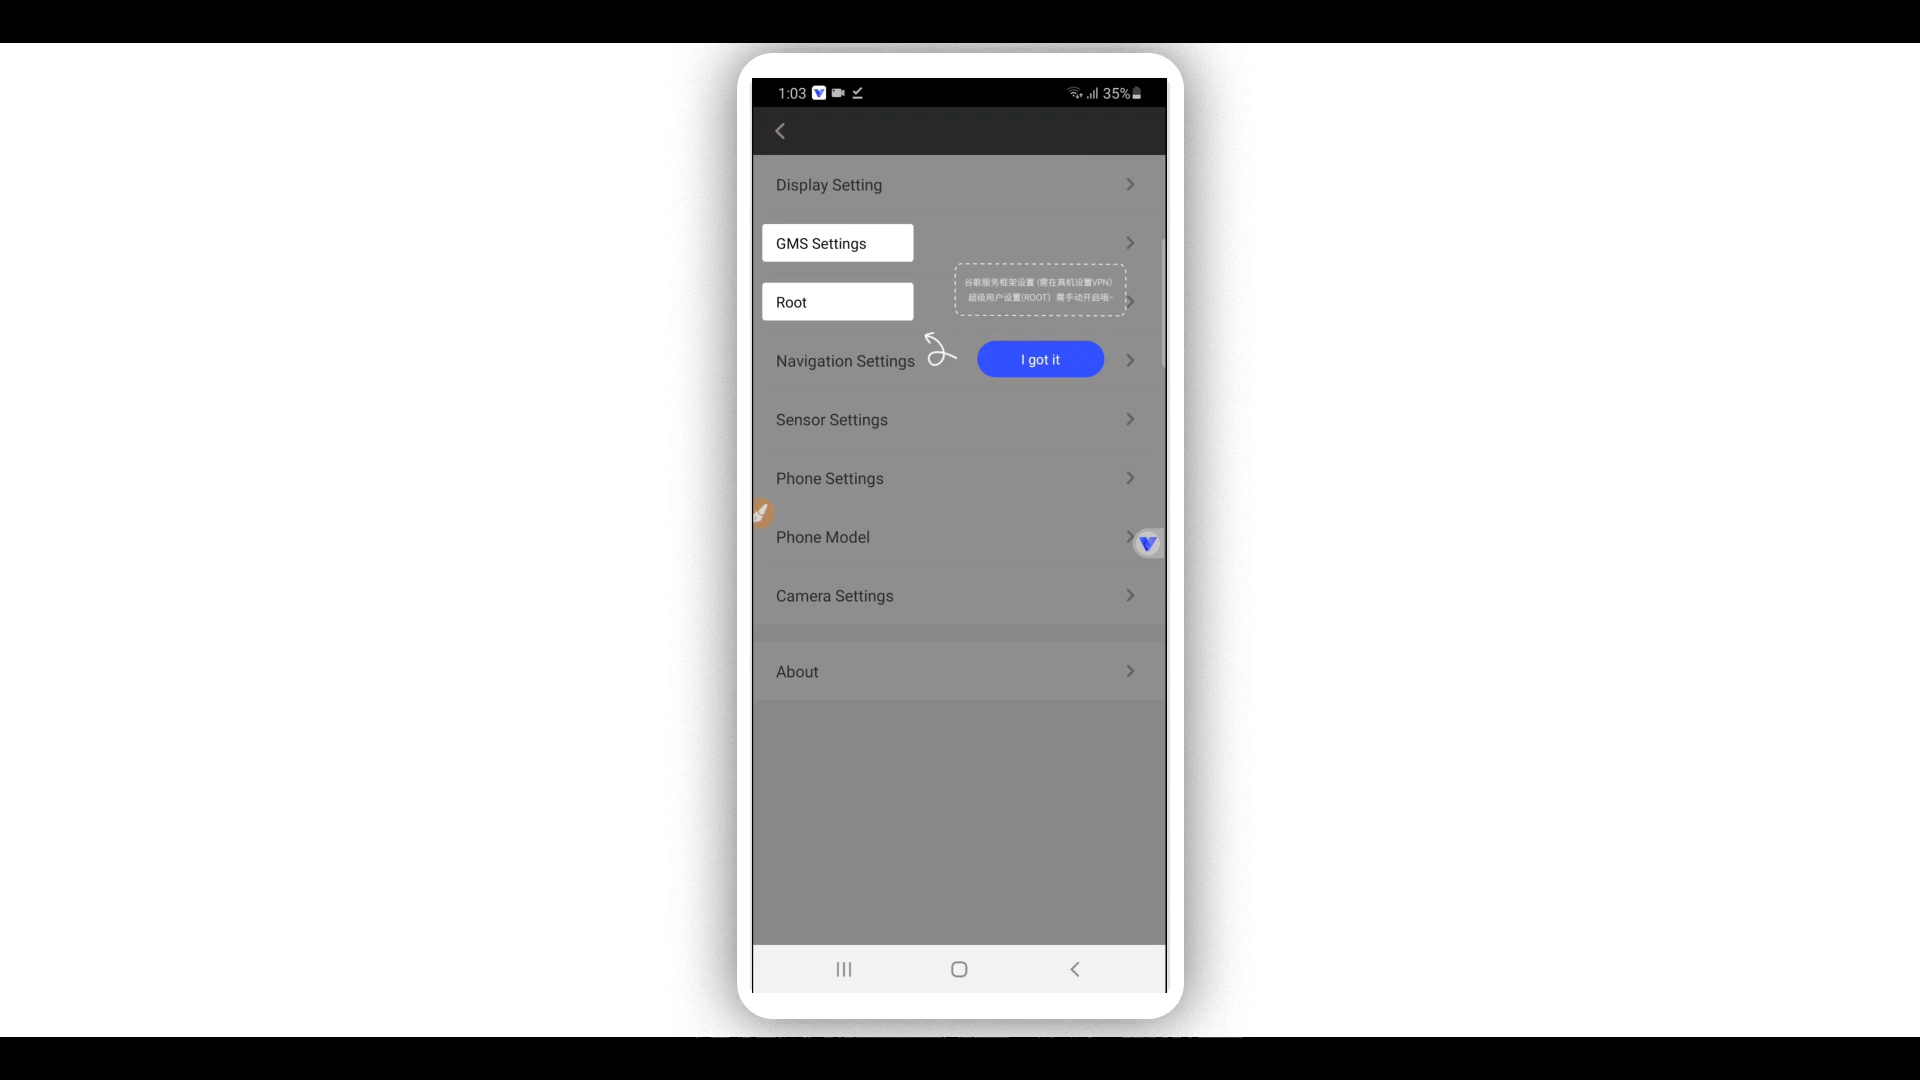 1:03
35%
Display Setting
GMS Settings
谷歌服务框架设置 (需在真机设置VPN)
超级用户设置(ROOT) 需手动开启哦~
Root
Navigation Settings
I got it
Sensor Settings
Phone Settings
Phone Model
Camera Settings
About